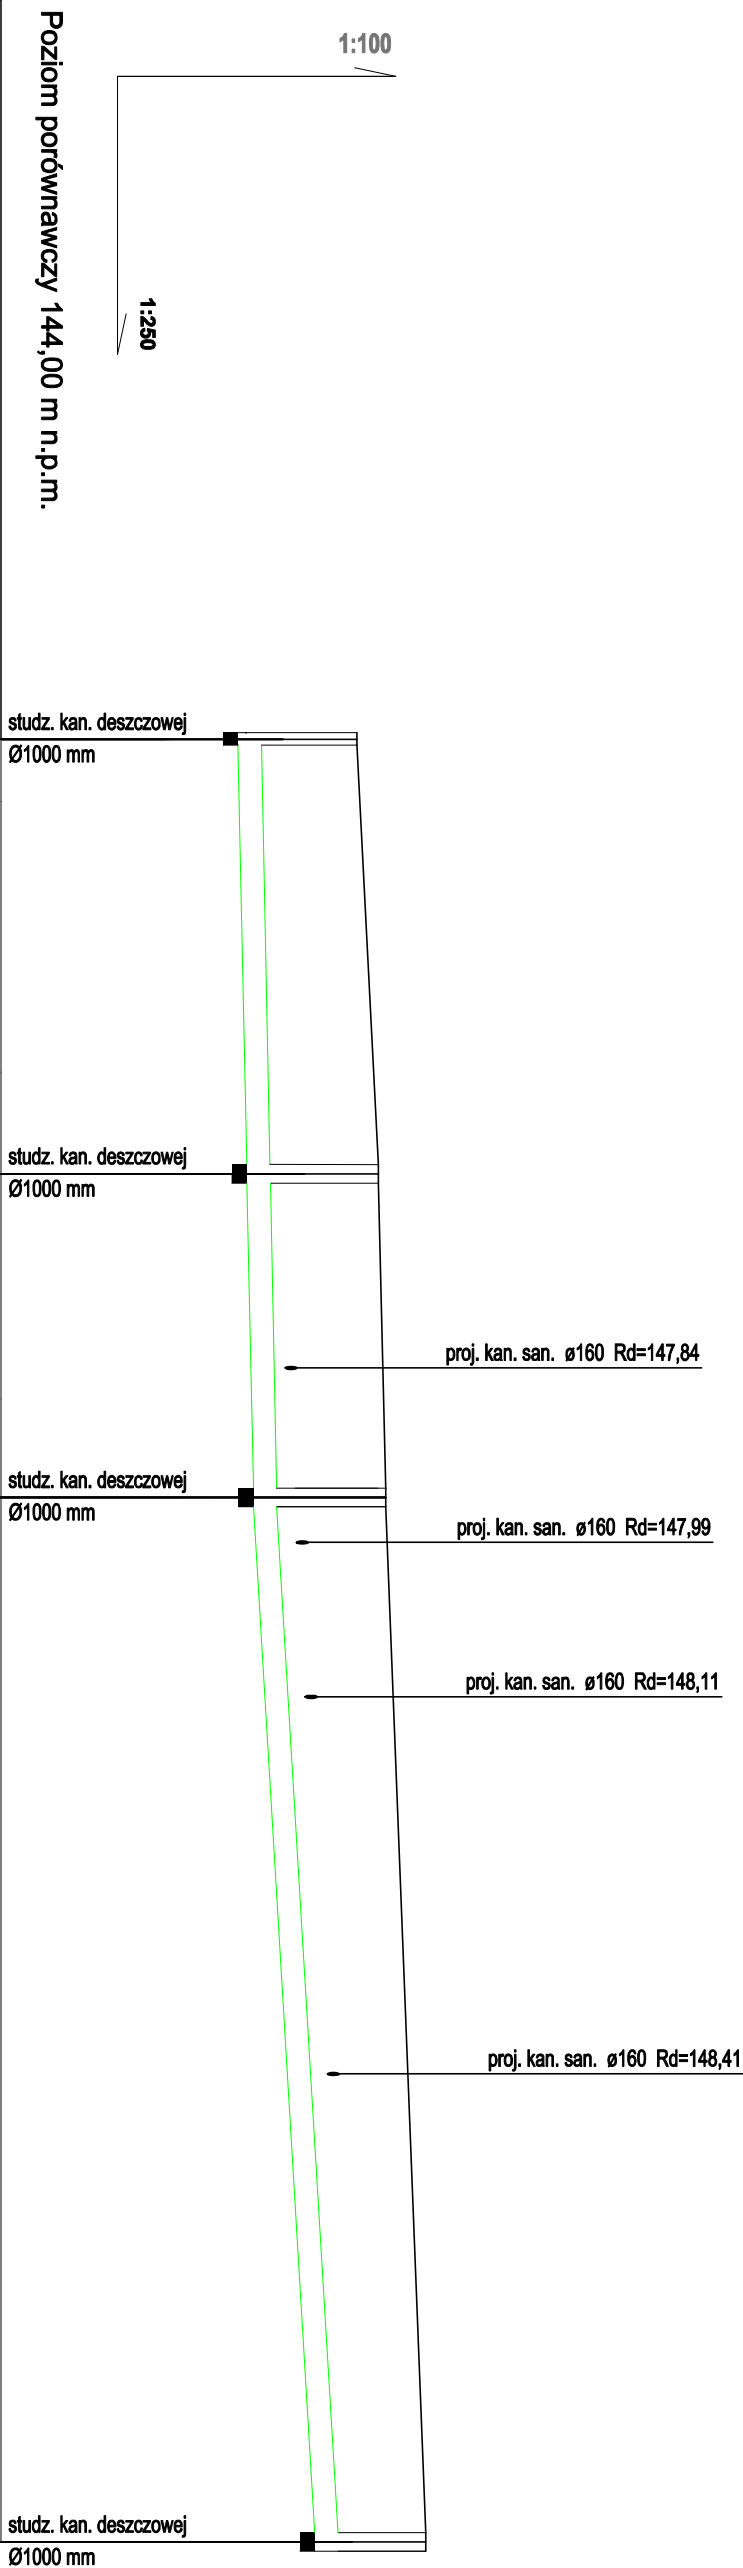 1:100
Poziom porównawczy 144,00 m n.p.m.
1:250
studz. kan. deszczowej
Ø1000 mm
studz. kan. deszczowej
Ø1000 mm
proj. kan. san. ø160 Rd=147,84
studz. kan. deszczowej
Ø1000 mm
proj. kan. san. ø160 Rd=147,99
proj. kan. san. ø160 Rd=148,11
proj. kan. san. ø160 Rd=148,41
studz. kan. deszczowej
Ø1000 mm